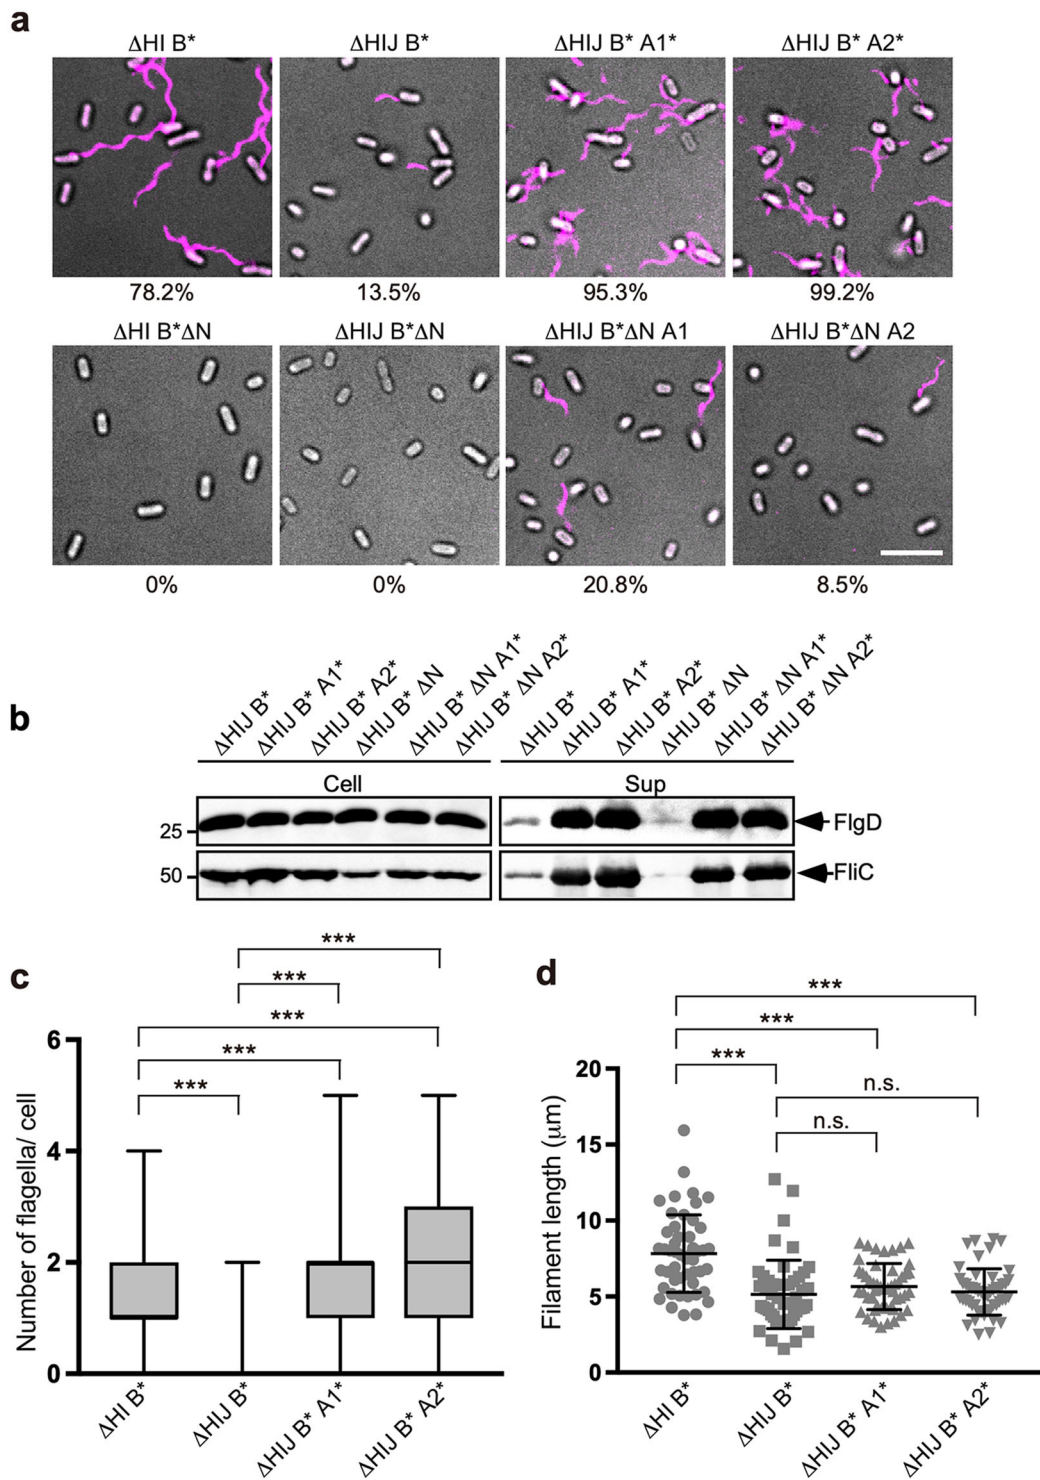 a
ΔHI B* ΔHIJ B* ΔHIJ B* A1* ΔHIJ B* A2*
78.2% 13.5% 95.3% 99.2%
ΔHI B*ΔN ΔHIJ B*ΔN ΔHIJ B*ΔN A1 ΔHIJ B*ΔN A2
0% 0% 20.8% 8.5%
b
ΔHIJ B* ΔHIJ B* A1* ΔHIJ B* A2* ΔHIJ B* ΔN ΔHIJ B* ΔN A1* ΔHIJ B* ΔN A2* ΔHIJ B* ΔHIJ B* A1* ΔHIJ B* A2* ΔHIJ B* ΔN ΔHIJ B* ΔN A1* ΔHIJ B* ΔN A2*
Cell Sup
25 FlgD
50 FliC
c
***
***
***
***
***
6
4
2
0
Number of flagella/ cell
ΔHI B* ΔHIJ B* ΔHIJ B* A1* ΔHIJ B* A2*
d
***
***
***
n.s.
n.s.
20
15
10
5
0
Filament length (μm)
ΔHI B* ΔHIJ B* ΔHIJ B* A1* ΔHIJ B* A2*